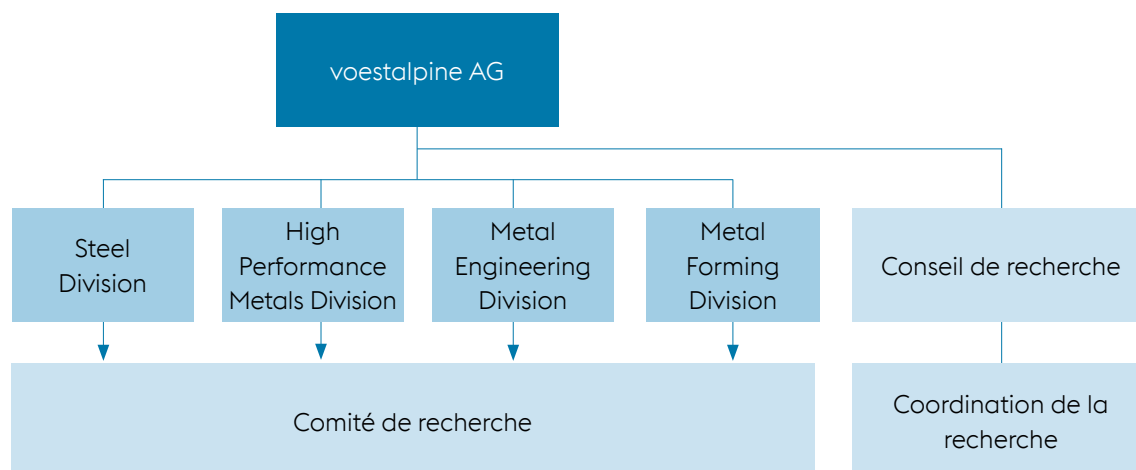 voestalpine AG
Steel
Division
High
Performance
Metals Division
Metal
Engineering
Division
Metal
Forming
Division
Conseil de recherche
Comité de recherche
Coordination de la
recherche